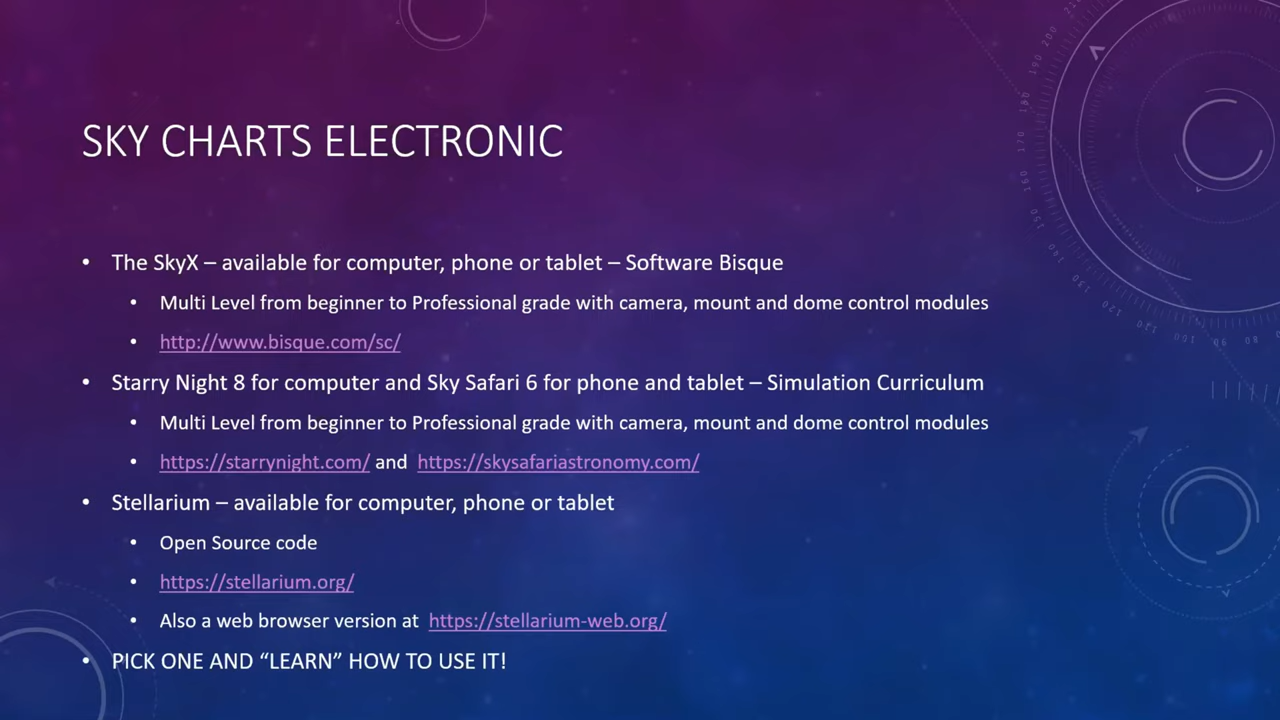 SKY CHARTS ELECTRONIC
• The SkyX – available for computer, phone or tablet – Software Bisque
• Multi Level from beginner to Professional grade with camera, mount and dome control modules
• http://www.bisque.com/sc/
• Starry Night 8 for computer and Sky Safari 6 for phone and tablet – Simulation Curriculum
• Multi Level from beginner to Professional grade with camera, mount and dome control modules
• https://starrynight.com/ and https://skysafariastronomy.com/
• Stellarium – available for computer, phone or tablet
• Open Source code
• https://stellarium.org/
• Also a web browser version at https://stellarium-web.org/
• PICK ONE AND “LEARN” HOW TO USE IT!